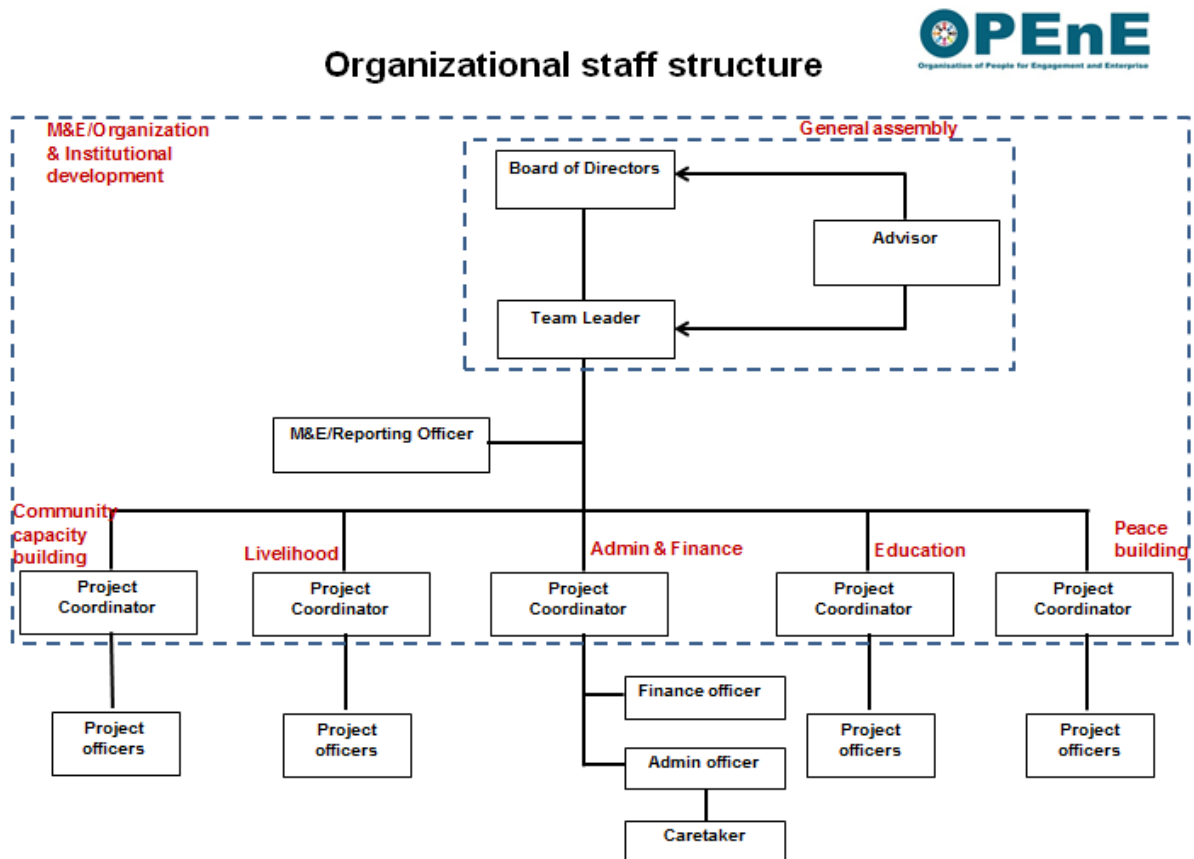 OPEnE
Organisation of People for Engagement and Enterprise
Organizational staff structure
M&E/Organization
& Institutional
development
General assembly
Board of Directors
Advisor
Team Leader
M&E/Reporting Officer
Community
capacity
building
Livelihood
Admin & Finance
Education
Peace
building
Project
Coordinator
Project
Coordinator
Project
Coordinator
Project
Coordinator
Project
Coordinator
Project
officers
Project
officers
Finance officer
Admin officer
Caretaker
Project
officers
Project
officers